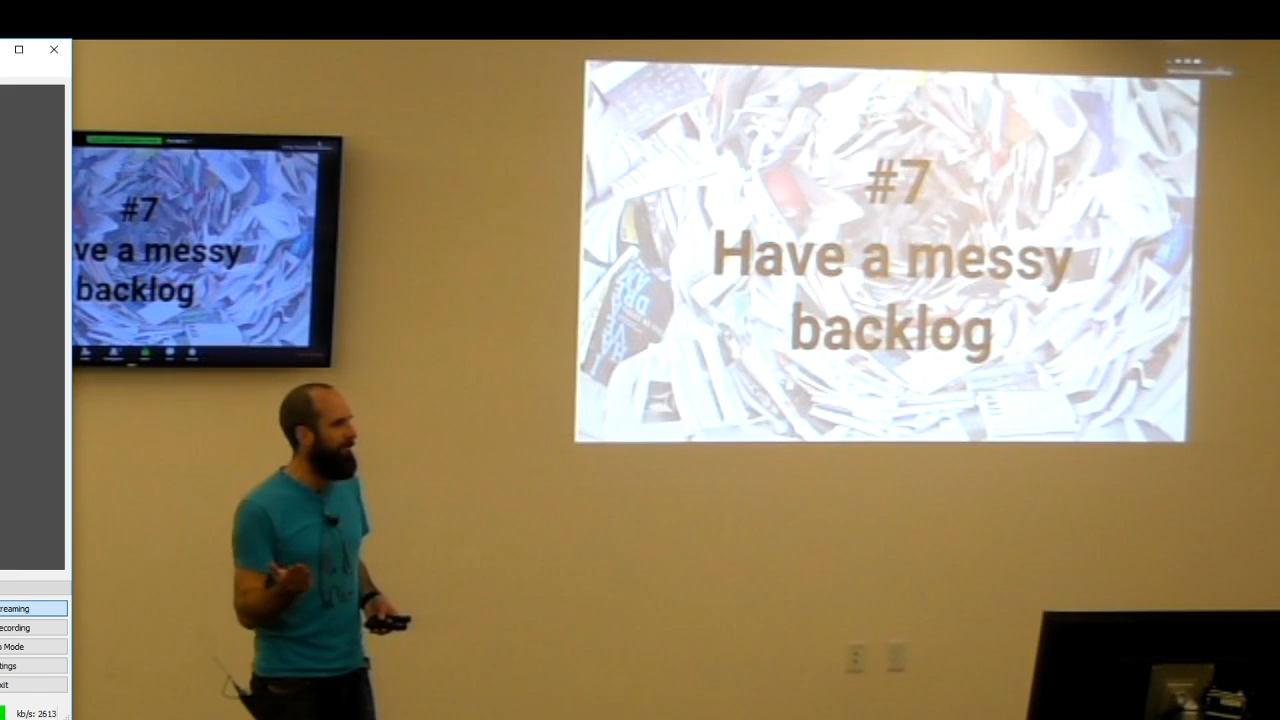 #7
Have a messy
backlog
#7
ve a messy
backlog
reaming
ecording
o Mode
tings
xit
kb/s: 2613